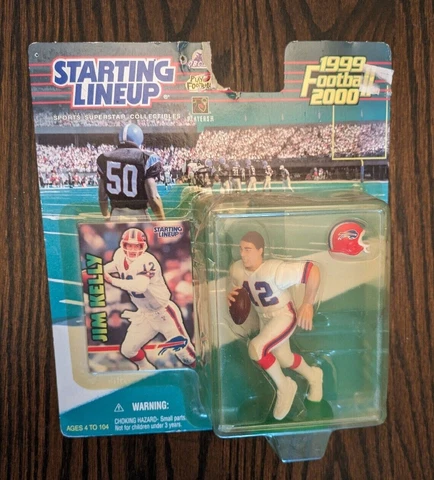 STARTING
LINEUP
SPORTS SUPERSTAR COLLECTIBLES
1999
Football
2000
50
STARTING
LINEUP
12
JIM KELLY
12
WARNING:
CHOKING HAZARD- Small parts.
Not for children under 3 years.
AGES 4 TO 104